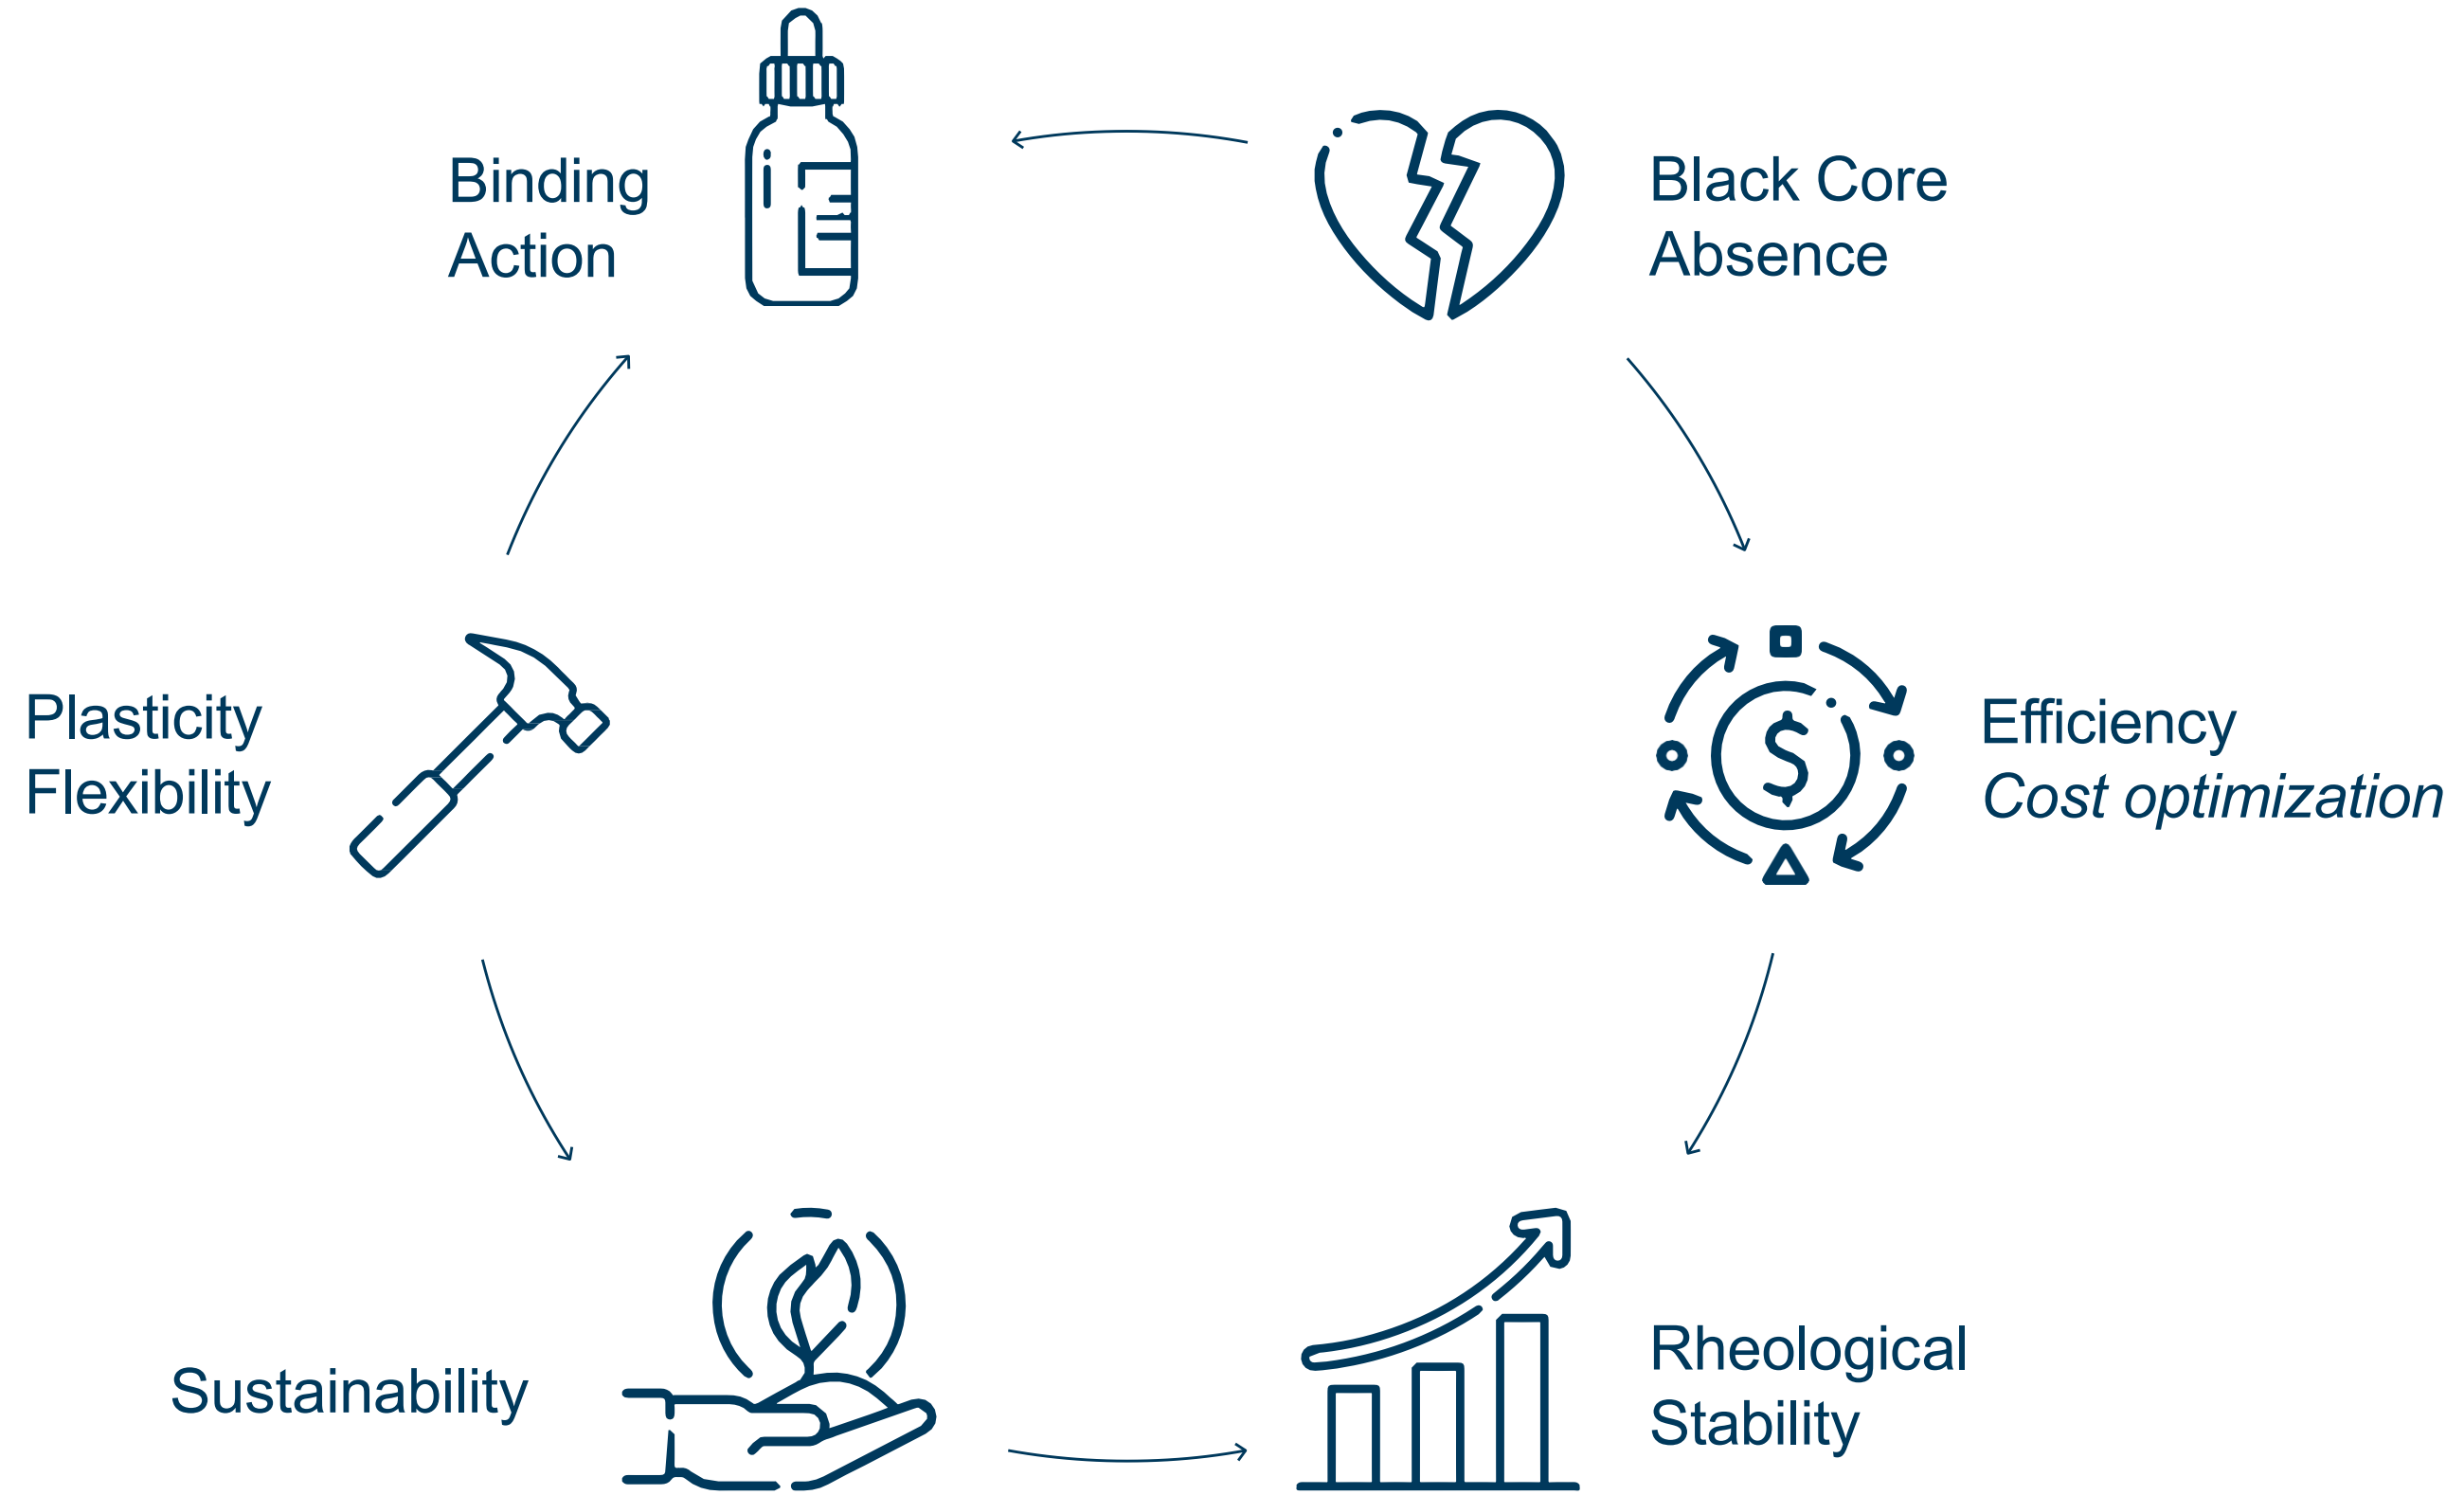 Binding
Action
Black Core
Absence
Plasticity
Flexibility
Efficiency
Cost optimization
Sustainability
Rheological
Stability